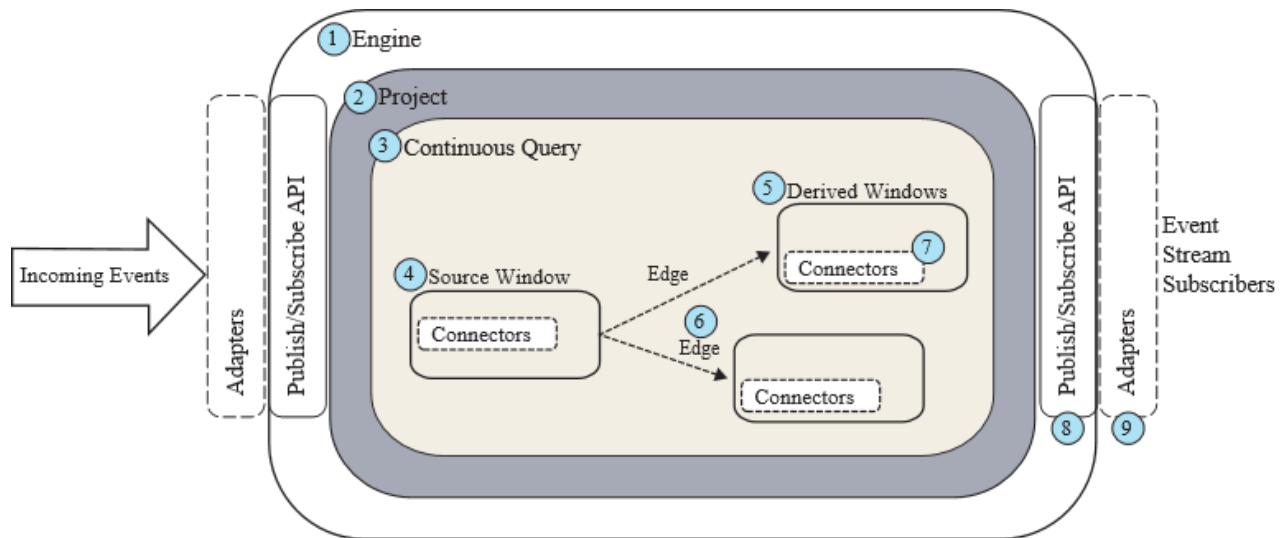 1 Engine
2 Project
3 Continuous Query
5 Derived Windows
7
Connectors
Incoming Events
Adapters
Publish/Subscribe API
4 Source Window
Connectors
Edge
6
Edge
Connectors
Publish/Subscribe API
8
Adapters
9
Event
Stream
Subscribers